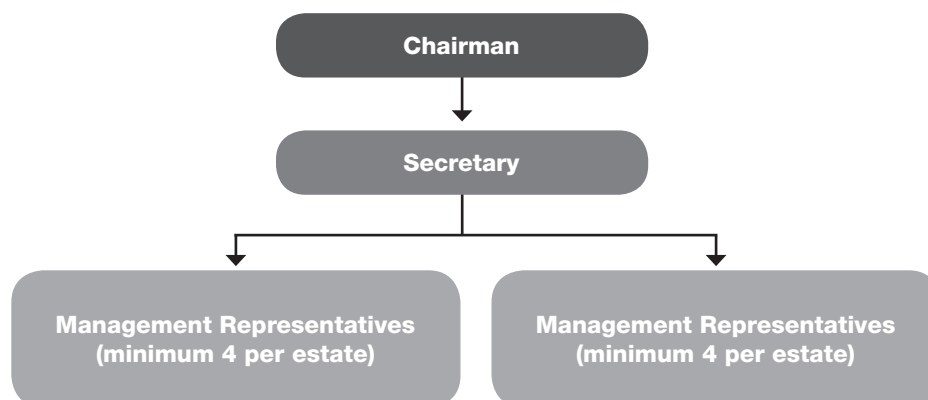 Chairman
Secretary
Management Representatives
(minimum 4 per estate)
Management Representatives
(minimum 4 per estate)